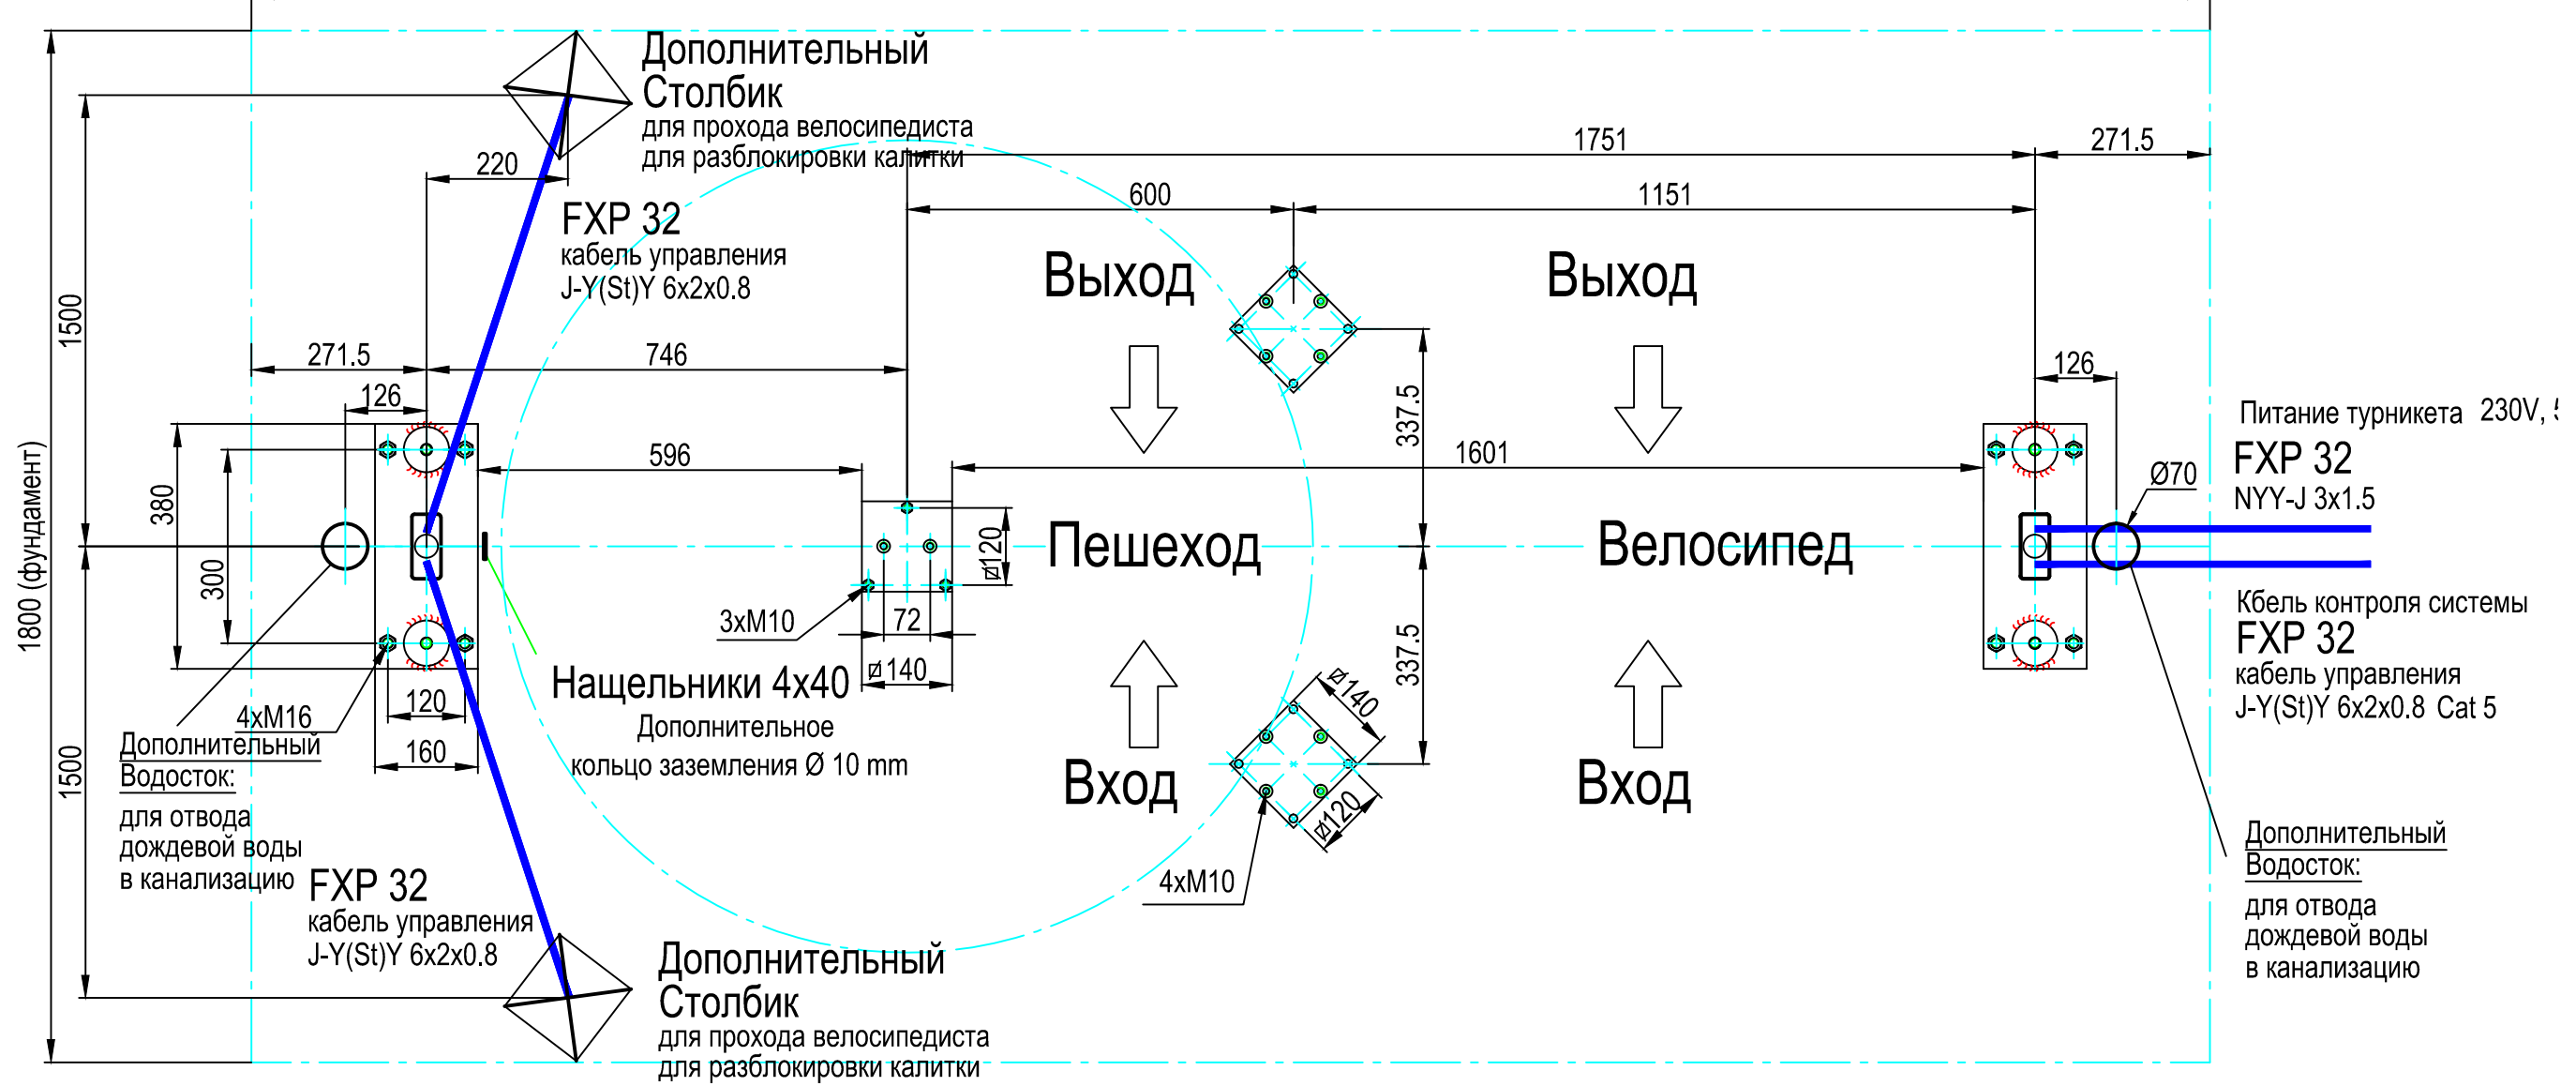 Дополнительный
Столбик
для прохода велосипедиста
для разблокировки калитки
1751
271.5
220
600
1151
FXP 32
кабель управления
J-Y(St)Y 6x2x0.8
Выход
Выход
1500
271.5
746
126
126
337.5
Питание турникета 230V,
FXP 32
NYY-J 3x1.5
596
1601
Ø70
1800 (фундамент)
380
300
120
Пешеход
Велосипед
3xM10
72
140
337.5
Кбель контроля системы
FXP 32
кабель управления
J-Y(St)Y 6x2x0.8 Cat 5
Нащельники 4x40
Дополнительное
кольцо заземления Ø 10 mm
140
120
4xM16
120
160
1500
Дополнительный
Водосток:
для отвода
дождевой воды
в канализацию
Вход
Вход
4xM10
FXP 32
кабель управления
J-Y(St)Y 6x2x0.8
Дополнительный
Водосток:
для отвода
дождевой воды
в канализацию
Дополнительный
Столбик
для прохода велосипедиста
для разблокировки калитки